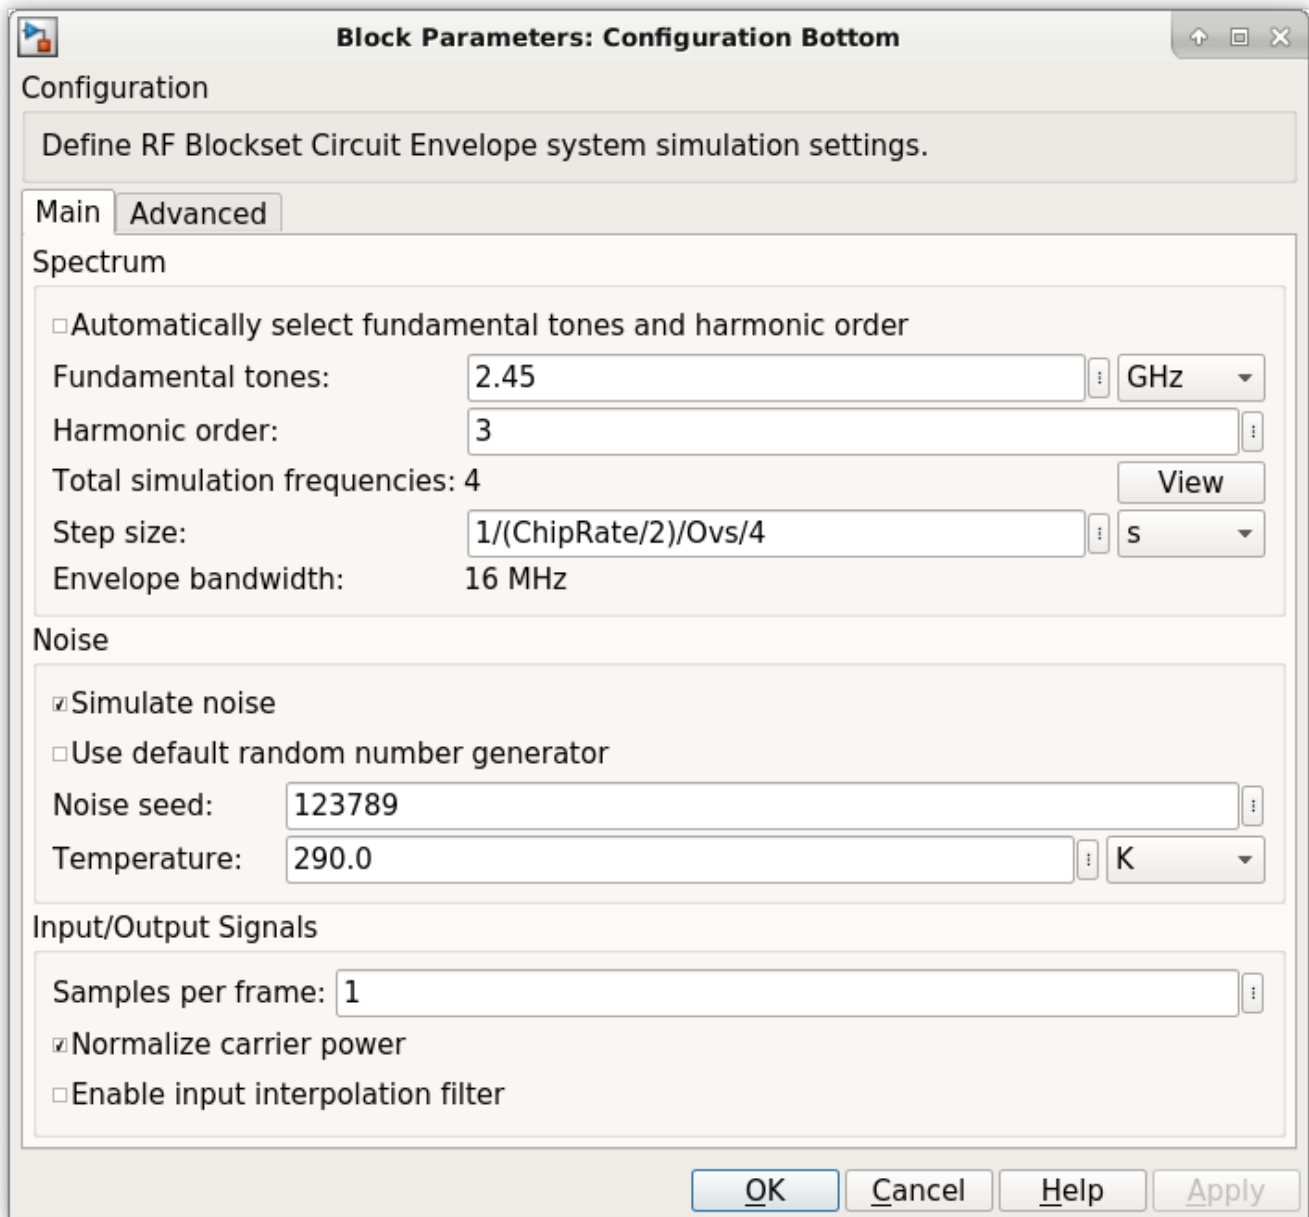 Block Parameters: Configuration Bottom
Configuration
Define RF Blockset Circuit Envelope system simulation settings.
Main Advanced
Spectrum
Automatically select fundamental tones and harmonic order
Fundamental tones: 2.45 GHz
Harmonic order: 3
Total simulation frequencies: 4 View
Step size: 1/(ChipRate/2)/Ovs/4 s
Envelope bandwidth: 16 MHz
Noise
Simulate noise
Use default random number generator
Noise seed: 123789
Temperature: 290.0 K
Input/Output Signals
Samples per frame: 1
Normalize carrier power
Enable input interpolation filter
OK Cancel Help Apply